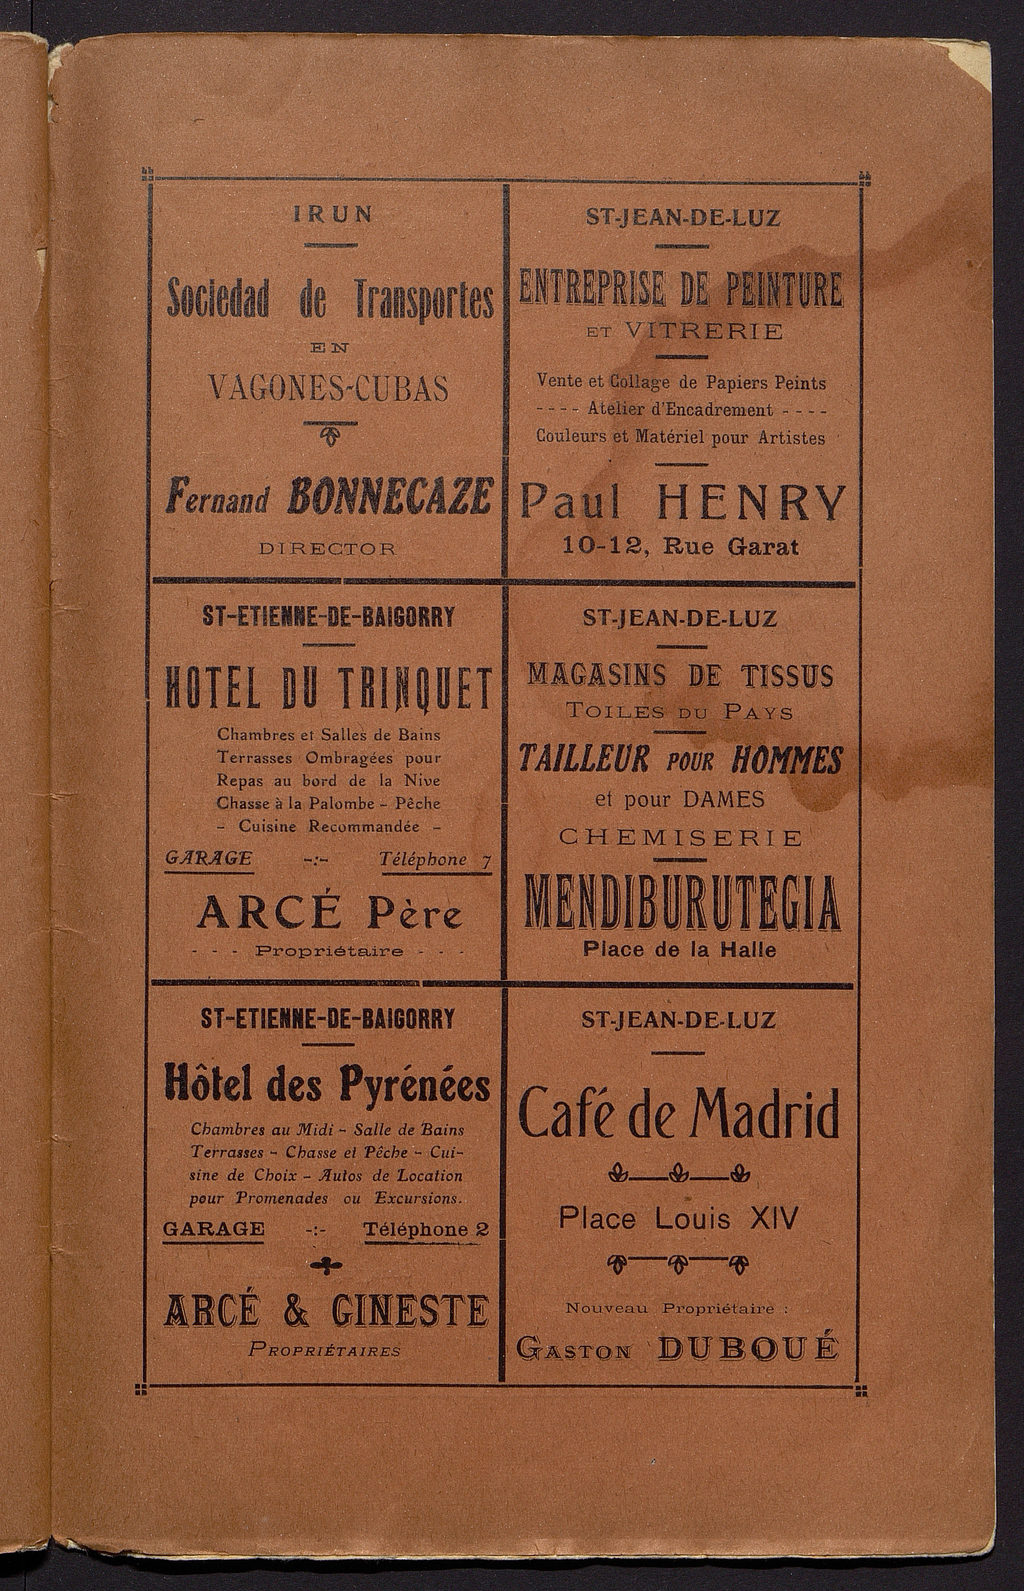 IRUN
Sociedad de Transportes
EN
VAGONES-CUBAS
Fernand BONNECAZE
DIRECTOR
ST-JEAN-DE-LUZ
ENTREPRISE DE PEINTURE
ET VITRERIE
Vente et Collage de Papiers Peints
- - - - Atelier d'Encadrement - - - -
Couleurs et Matériel pour Artistes
Paul HENRY
10-12, Rue Garat
ST-ETIENNE-DE-BAIGORRY
HOTEL DU TRINQUET
Chambres et Salles de Bains
Terrasses Ombragées pour
Repas au bord de la Nive
Chasse à la Palombe - Pêche
- Cuisine Recommandée -
GARAGE -:- Téléphone 7
ARCÉ Père
- - - Propriétaire - - -
ST-JEAN-DE-LUZ
MAGASINS DE TISSUS
TOILES DU PAYS
TAILLEUR POUR HOMMES
et pour DAMES
CHEMISERIE
MENDIBURUTEGIA
Place de la Halle
ST-ETIENNE-DE-BAIGORRY
Hôtel des Pyrénées
Chambres au Midi - Salle de Bains
Terrasses - Chasse et Pêche - Cui-
sine de Choix - Autos de Location
pour Promenades ou Excursions.
GARAGE -:- Téléphone 2
ARCÉ & GINESTE
PROPRIÉTAIRES
ST-JEAN-DE-LUZ
Café de Madrid
Place Louis XIV
Nouveau Propriétaire :
GASTON DUBOUÉ